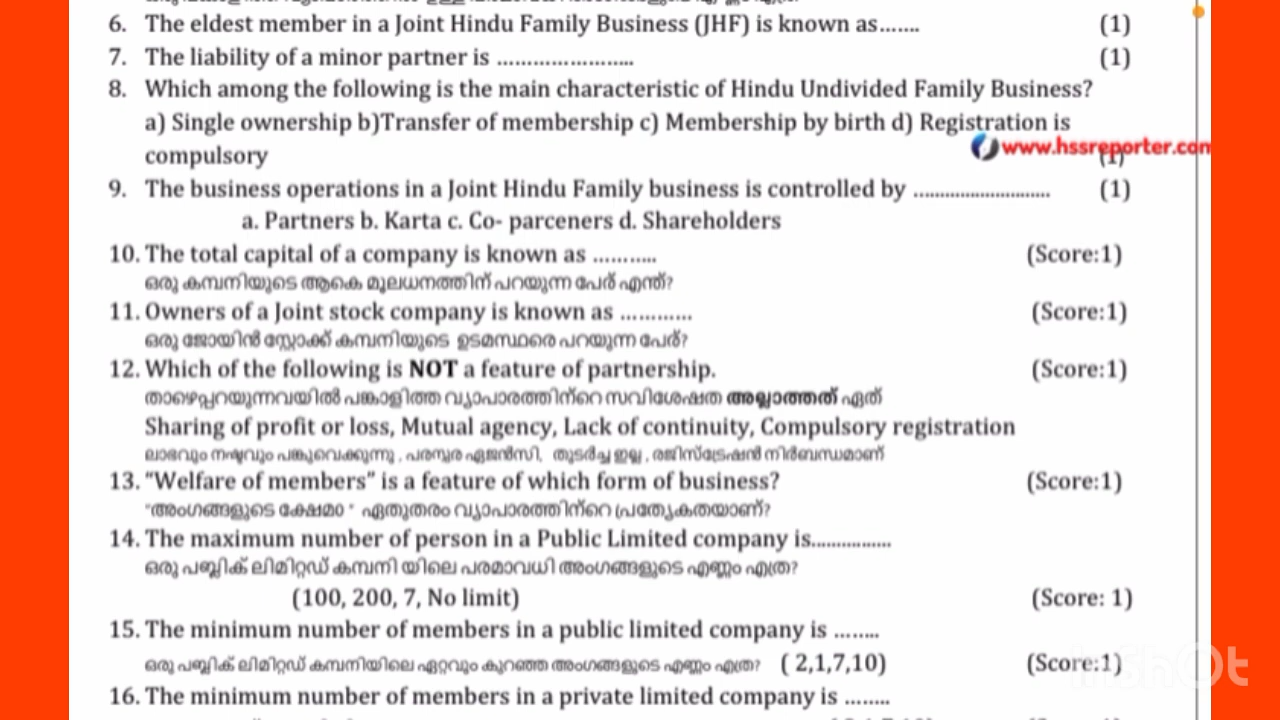 6. The eldest member in a Joint Hindu Family Business (JHF) is known as....... (1)
7. The liability of a minor partner is ........................ (1)
8. Which among the following is the main characteristic of Hindu Undivided Family Business?
a) Single ownership b)Transfer of membership c) Membership by birth d) Registration is
www.hssreporter.com
compulsory (1)
9. The business operations in a Joint Hindu Family business is controlled by ........................... (1)
a. Partners b. Karta c. Co- parceners d. Shareholders
10. The total capital of a company is known as ........... (Score:1)
ഒരു കമ്പനിയുടെ ആകെ മൂലധനത്തിന് പറയുന്ന പേര് എന്ത്?
11. Owners of a Joint stock company is known as ............ (Score:1)
ഒരു ജോയിൻ സ്റ്റോക്ക് കമ്പനിയുടെ ഉടമസ്ഥരെ പറയുന്ന പേര്?
12. Which of the following is NOT a feature of partnership. (Score:1)
താഴെപ്പറയുന്നവയിൽ പങ്കാളിത്ത വ്യാപാരത്തിന്റെ സവിശേഷത അല്ലാത്തത് ഏത്
Sharing of profit or loss, Mutual agency, Lack of continuity, Compulsory registration
ലാഭവും നഷ്ടവും പങ്കുവെക്കുന്നു , പരസ്പര ഏജൻസി, തുടർച്ച ഇല്ല , രജിസ്ട്രേഷൻ നിർബന്ധമാണ്
13. “Welfare of members” is a feature of which form of business? (Score:1)
"അംഗങ്ങളുടെ ക്ഷേമം " ഏതുതരം വ്യാപാരത്തിന്റെ പ്രത്യേകതയാണ്?
14. The maximum number of person in a Public Limited company is................
ഒരു പബ്ലിക് ലിമിറ്റഡ് കമ്പനി യിലെ പരമാവധി അംഗങ്ങളുടെ എണ്ണം എത്ര?
(100, 200, 7, No limit) (Score: 1)
15. The minimum number of members in a public limited company is ........
ഒരു പബ്ലിക് ലിമിറ്റഡ് കമ്പനിയിലെ ഏറ്റവും കുറഞ്ഞ അംഗങ്ങളുടെ എണ്ണം എത്ര? ( 2,1,7,10) (Score:1)
16. The minimum number of members in a private limited company is ........